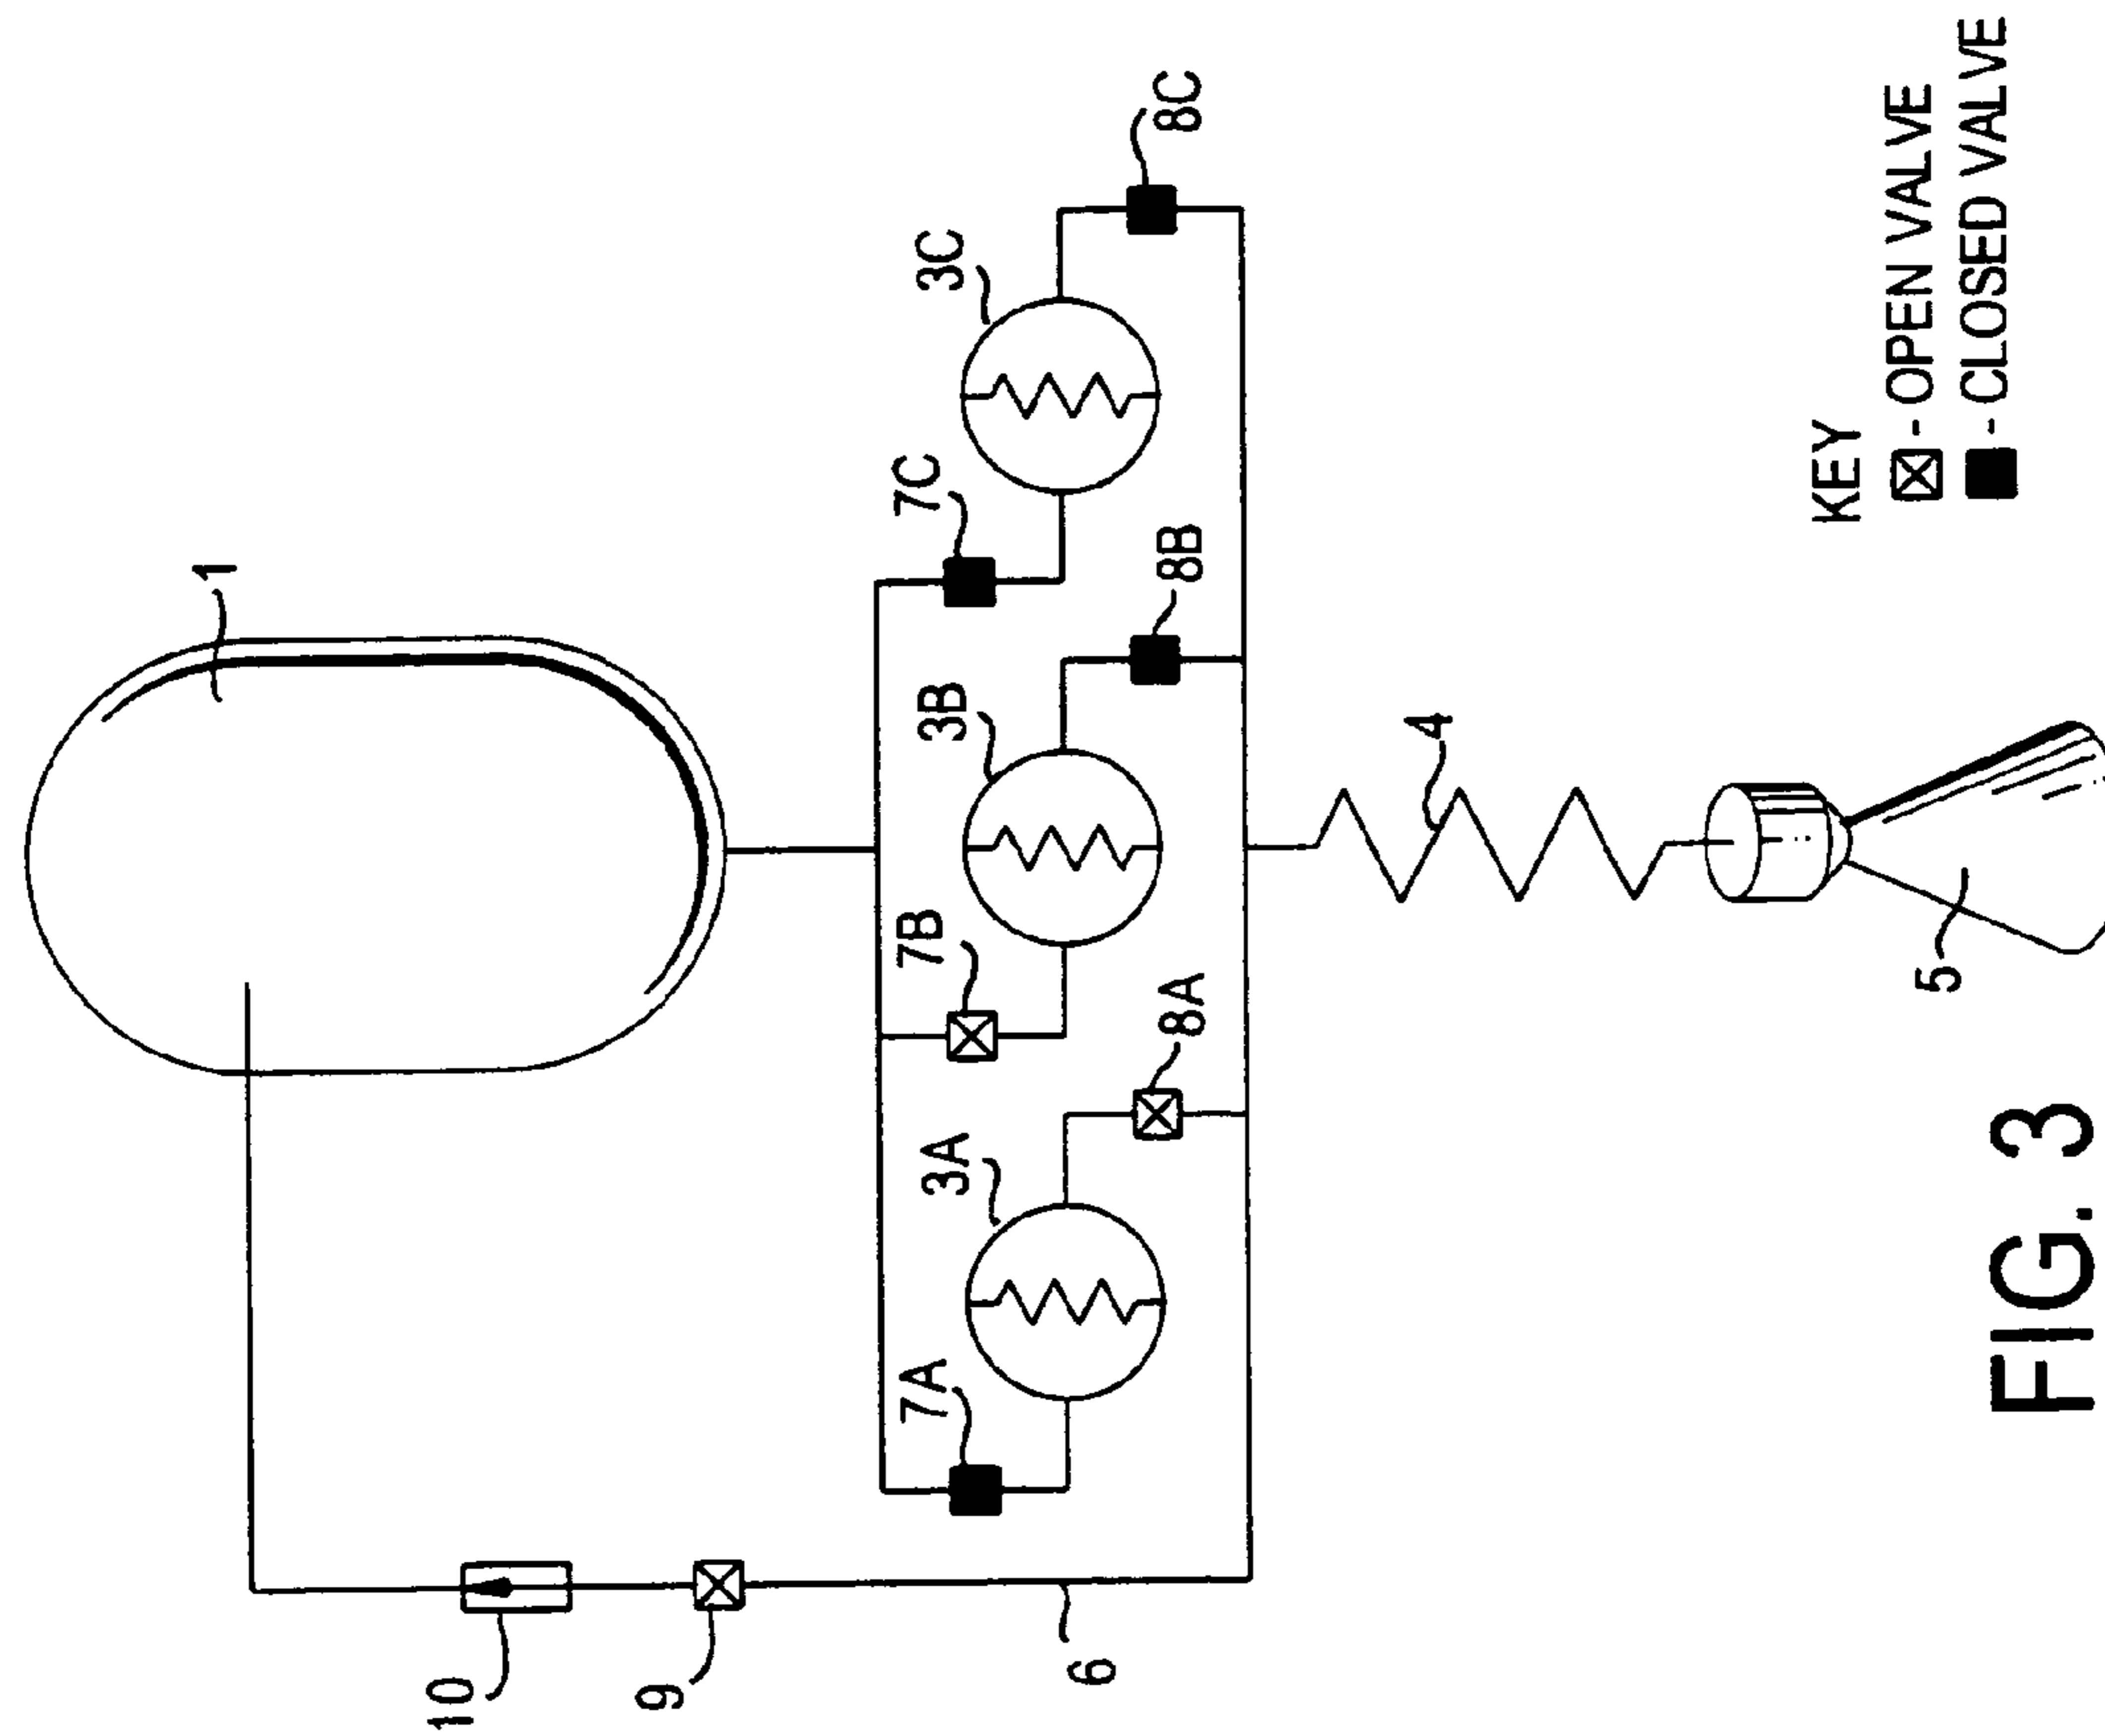 1
10
9
6
7A
3A
8A
7B
3B
8B
7C
3C
8C
4
5
KEY
- OPEN VALVE
- CLOSED VALVE
FIG. 3